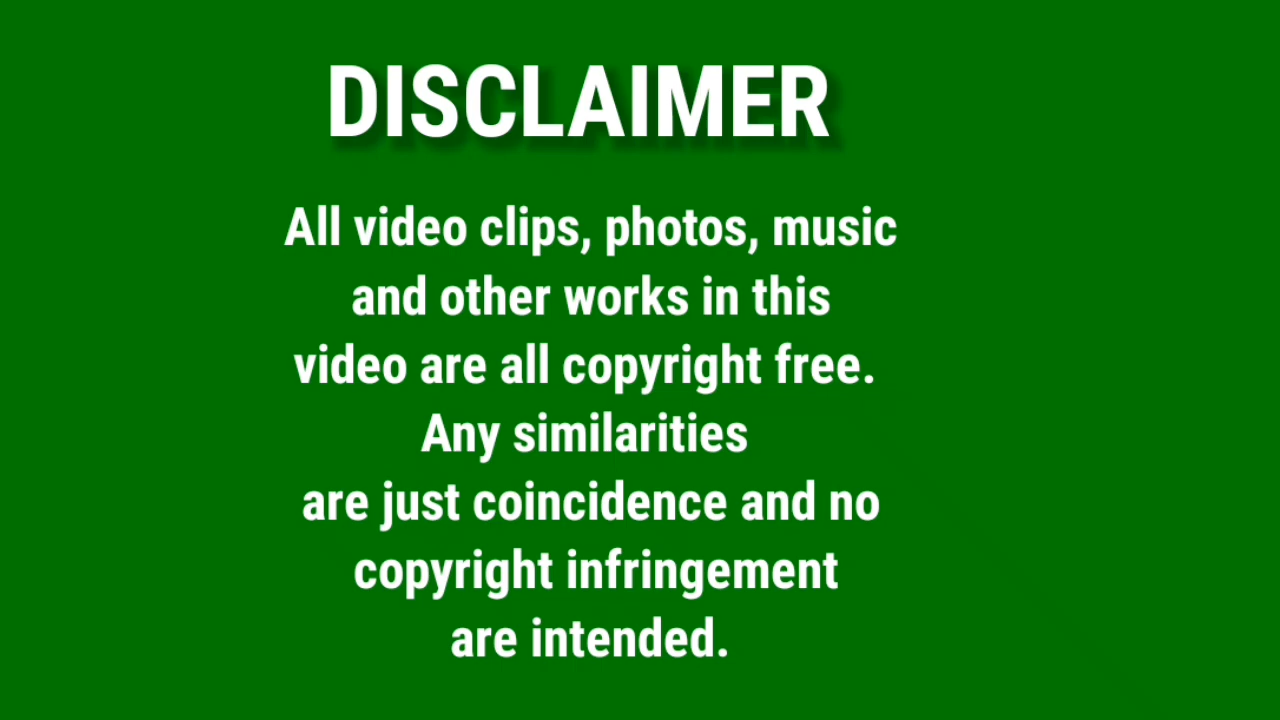 DISCLAIMER
All video clips, photos, music
and other works in this
video are all copyright free.
Any similarities
are just coincidence and no
copyright infringement
are intended.